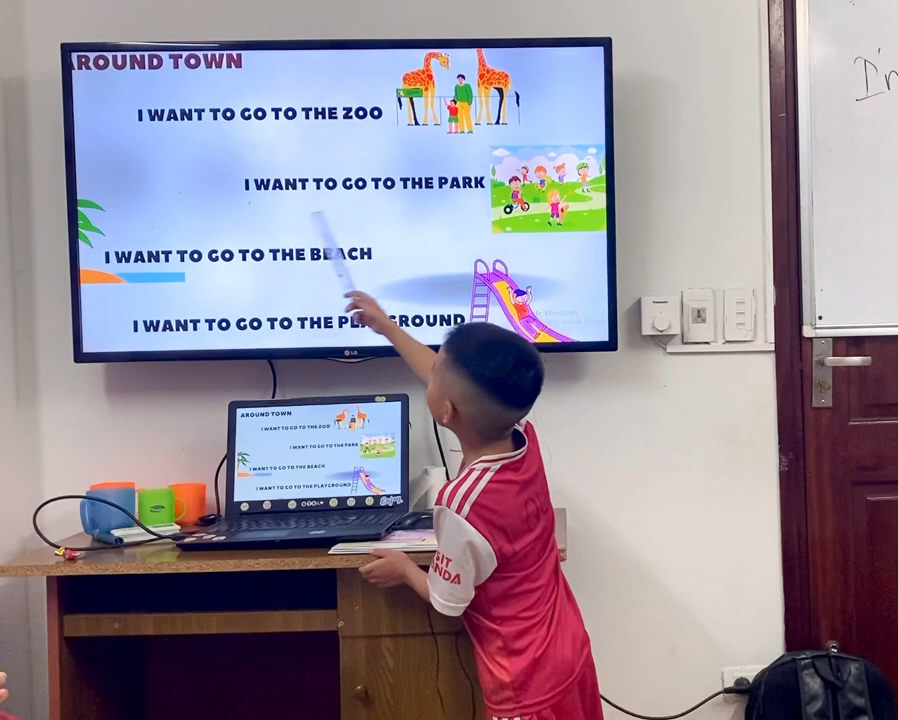 AROUND TOWN
I WANT TO GO TO THE ZOO
I WANT TO GO TO THE PARK
I WANT TO GO TO THE BEACH
I WANT TO GO TO THE PLAYGROUND
LG
AROUND TOWN
I WANT TO GO TO THE ZOO
I WANT TO GO TO THE PARK
I WANT TO GO TO THE BEACH
I WANT TO GO TO THE PLAYGROUND
Enjoy
Panasonic